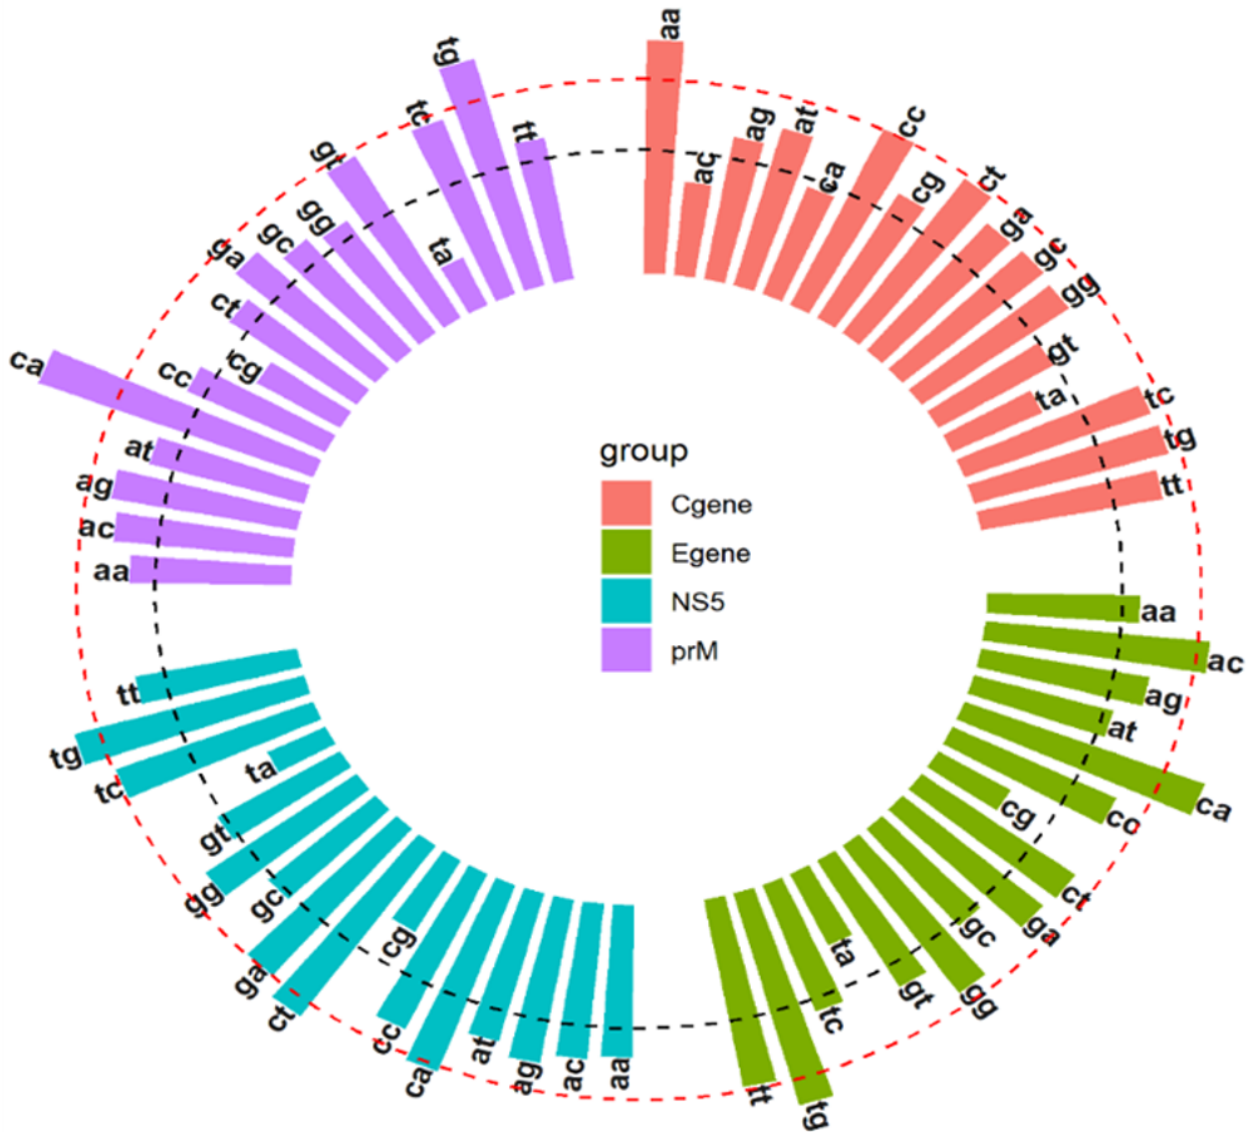 aa
ac
ag
at
ca
cc
cg
ct
ga
gc
gg
gt
ta
tc
tg
tt
aa
ac
ag
at
ca
cc
cg
ct
ga
gc
gg
gt
ta
tc
tg
tt
aa
ac
ag
at
ca
cc
cg
ct
ga
gc
gg
gt
ta
tc
tg
tt
aa
ac
ag
at
ca
cc
cg
ct
ga
gc
gg
gt
ta
tc
tg
tt
group
Cgene
Egene
NS5
prM